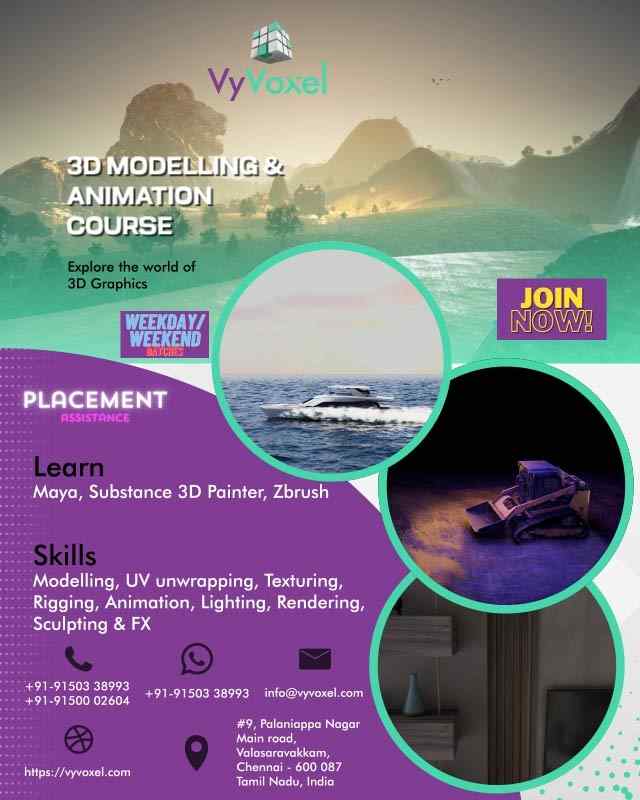 VyVoxel
3D MODELLING &
ANIMATION
COURSE
Explore the world of
3D Graphics
WEEKDAY/
WEEKEND
BATCHES
JOIN
NOW!
PLACEMENT
ASSISTANCE
Learn
Maya, Substance 3D Painter, Zbrush
Skills
Modelling, UV unwrapping, Texturing,
Rigging, Animation, Lighting, Rendering,
Sculpting & FX
+91-91503 38993
+91-91500 02604
+91-91503 38993
info@vyvoxel.com
https://vyvoxel.com
#9, Palaniappa Nagar
Main road,
Valasaravakkam,
Chennai - 600 087
Tamil Nadu, India